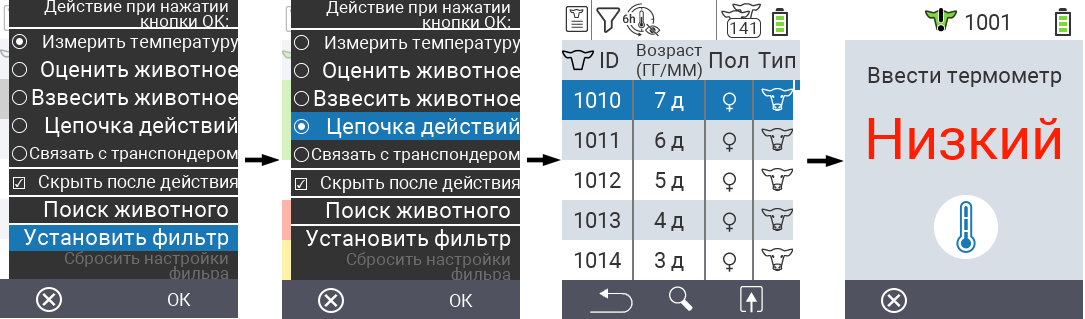 Действие при нажатии
кнопки OK:
Измерить температуру
Оценить животное
Взвесить животное
Цепочка действий
Связать с транспондером
Скрыть после действия
Поиск животного
Установить фильтр
Сбросить настройки
фильра
OK
Действие при нажатии
кнопки OK:
Измерить температуру
Оценить животное
Взвесить животное
Цепочка действий
Связать с транспондером
Скрыть после действия
Поиск животного
Установить фильтр
Сбросить настройки
фильра
OK
6h 141
ID Возраст (ГГ/ММ) Пол Тип
1010 7 д ♀
1011 6 д ♀
1012 5 д ♀
1013 4 д ♀
1014 3 д ♀
1001
Ввести термометр
Низкий